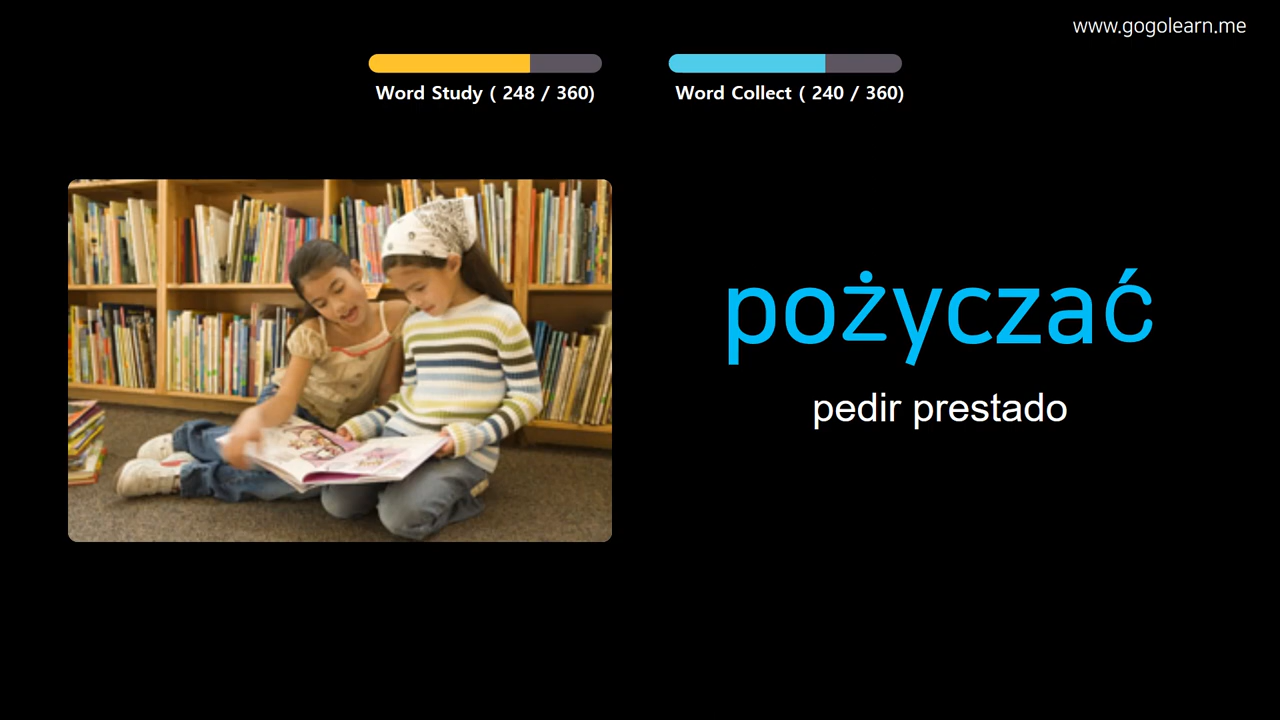 www.gogolearn.me
Word Study ( 248 / 360)
Word Collect ( 240 / 360)
pożyczać
pedir prestado